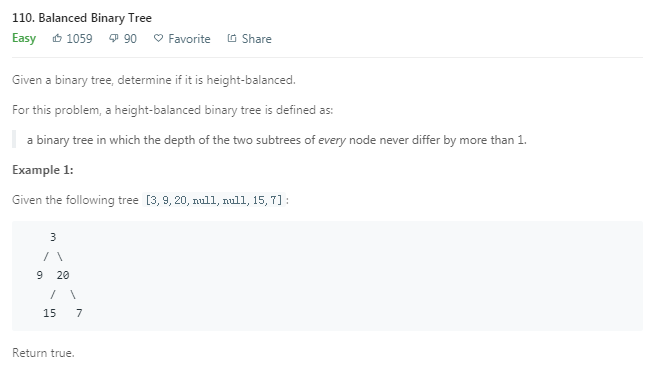 110. Balanced Binary Tree
Easy 1059 90 Favorite Share
Given a binary tree, determine if it is height-balanced.
For this problem, a height-balanced binary tree is defined as:
a binary tree in which the depth of the two subtrees of every node never differ by more than 1.
Example 1:
Given the following tree [3,9,20,null,null,15,7]:
3
/ \
9 20
/ \
15 7
Return true.